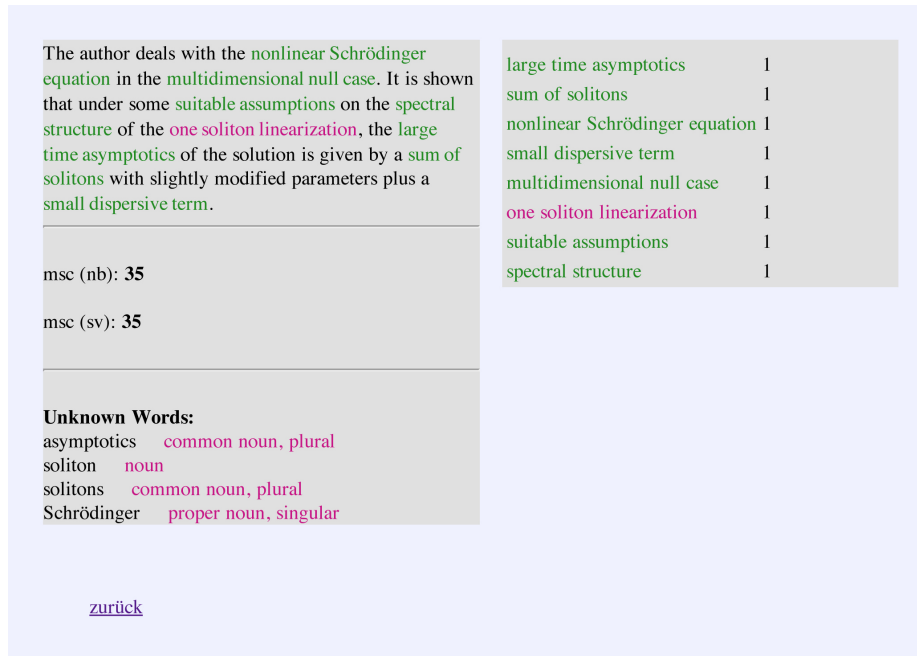 The author deals with the nonlinear Schrödinger
equation in the multidimensional null case. It is shown
that under some suitable assumptions on the spectral
structure of the one soliton linearization, the large
time asymptotics of the solution is given by a sum of
solitons with slightly modified parameters plus a
small dispersive term.
msc (nb): 35
msc (sv): 35
Unknown Words:
asymptotics common noun, plural
soliton noun
solitons common noun, plural
Schrödinger proper noun, singular
large time asymptotics 1
sum of solitons 1
nonlinear Schrödinger equation 1
small dispersive term 1
multidimensional null case 1
one soliton linearization 1
suitable assumptions 1
spectral structure 1
zurück